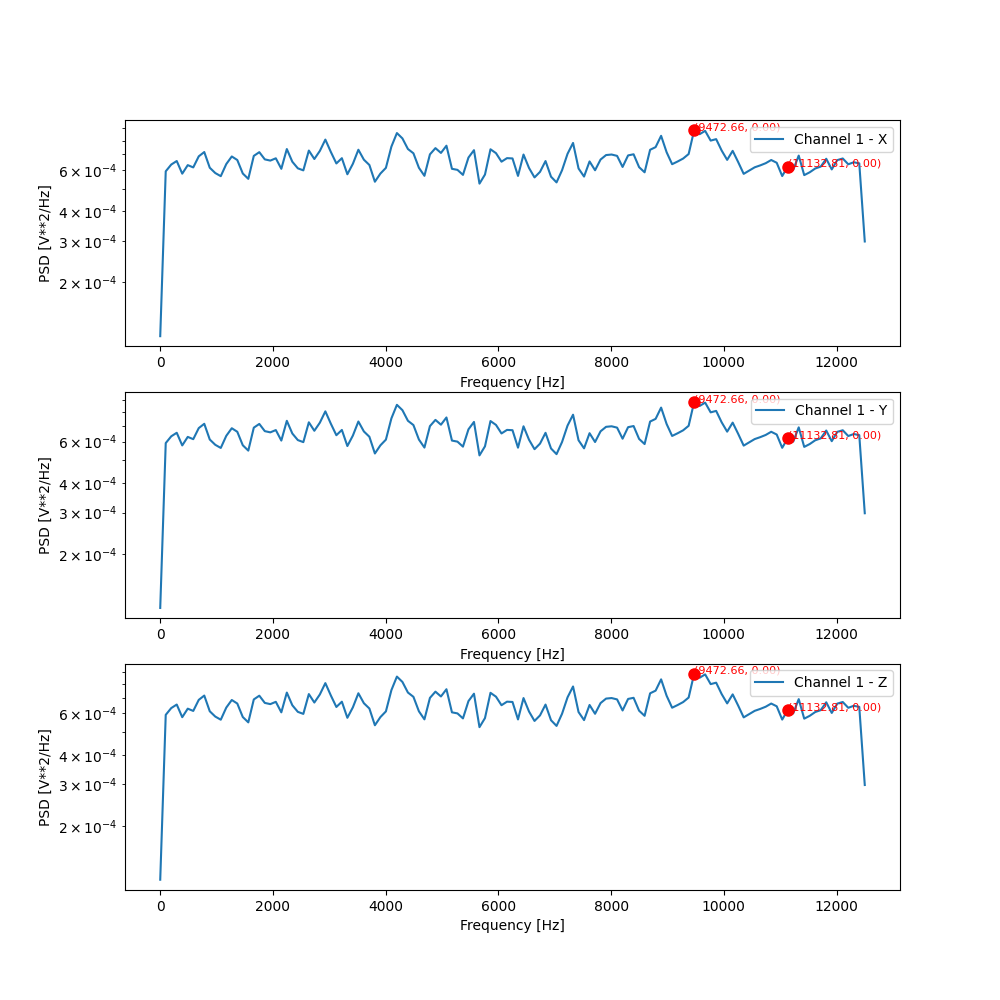 (9472.66, 0.00)
Channel 1 - X
(11132.81, 0.00)
6 × 10⁻⁴
4 × 10⁻⁴
3 × 10⁻⁴
2 × 10⁻⁴
PSD [V**2/Hz]
0 2000 4000 6000 8000 10000 12000
Frequency [Hz]
(9472.66, 0.00)
Channel 1 - Y
(11132.81, 0.00)
6 × 10⁻⁴
4 × 10⁻⁴
3 × 10⁻⁴
2 × 10⁻⁴
PSD [V**2/Hz]
0 2000 4000 6000 8000 10000 12000
Frequency [Hz]
(9472.66, 0.00)
Channel 1 - Z
(11132.81, 0.00)
6 × 10⁻⁴
4 × 10⁻⁴
3 × 10⁻⁴
2 × 10⁻⁴
PSD [V**2/Hz]
0 2000 4000 6000 8000 10000 12000
Frequency [Hz]